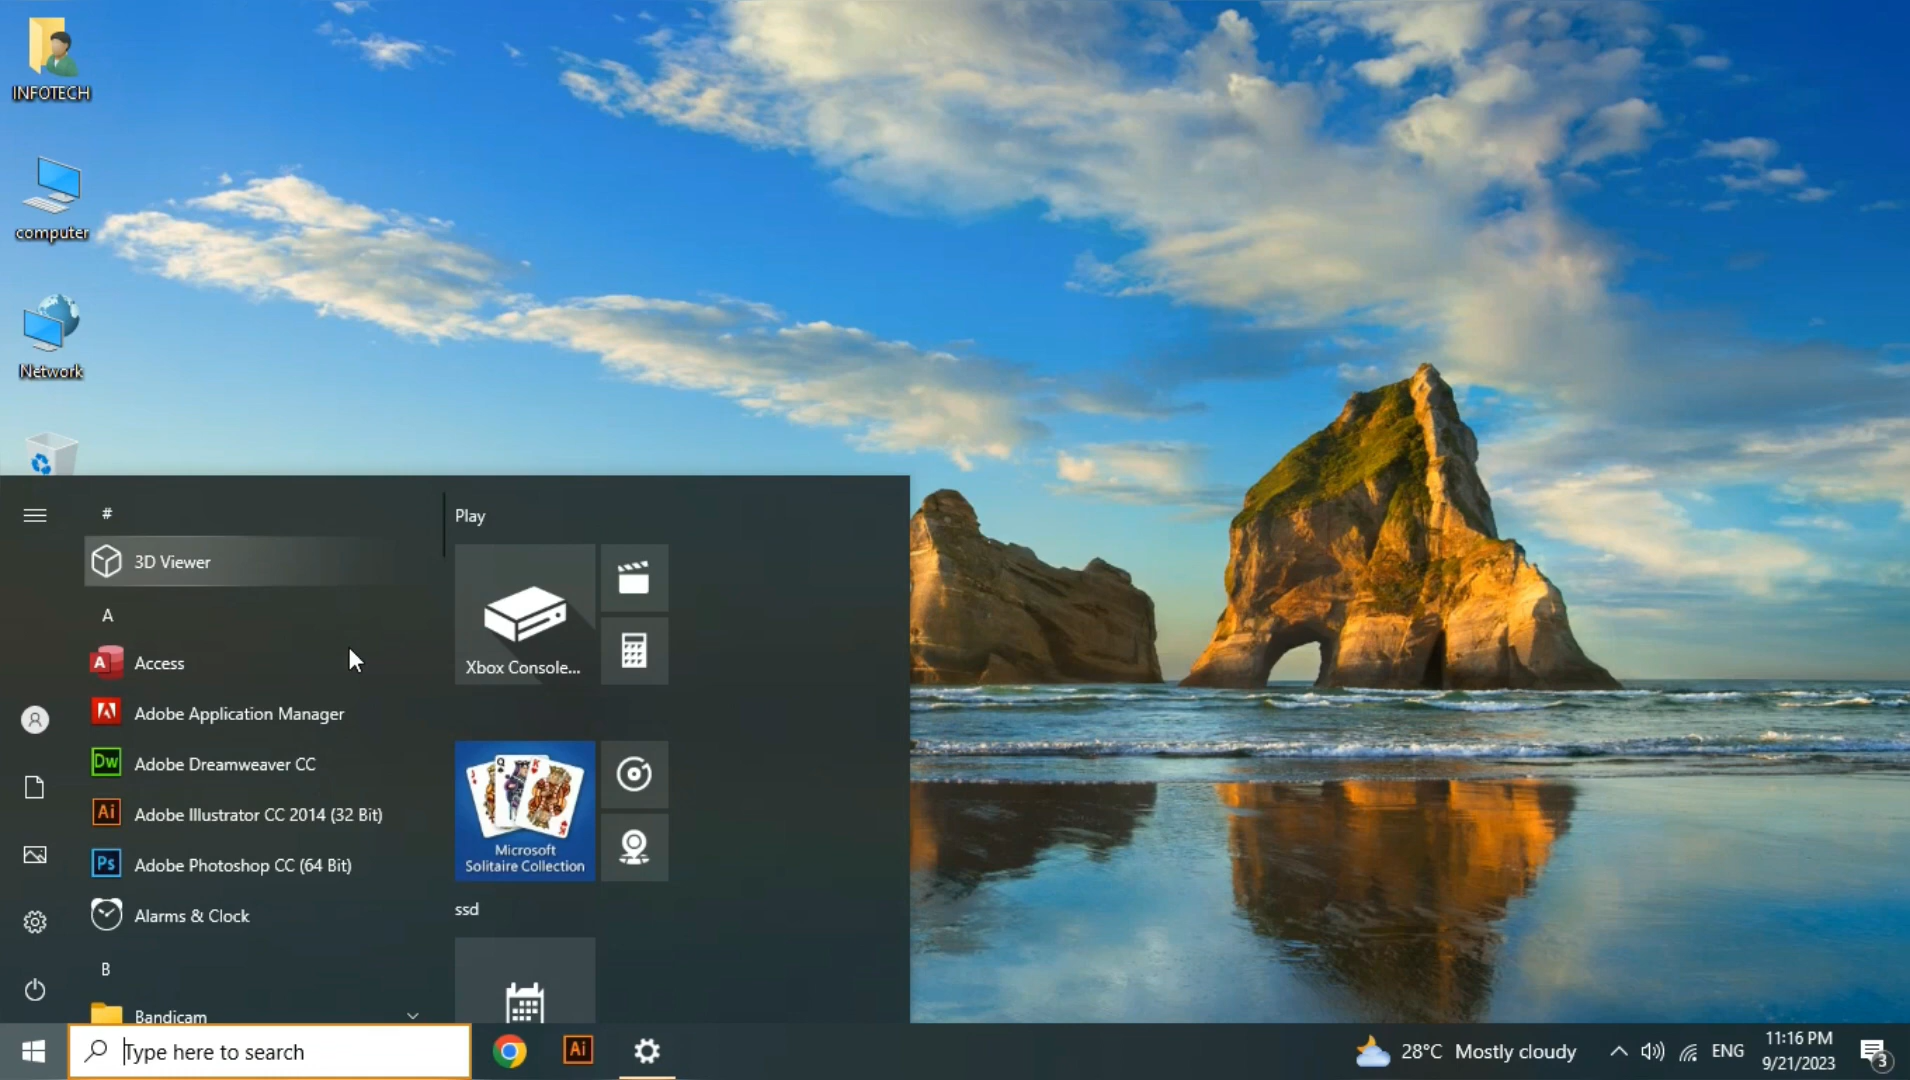 INFOTECH
computer
Network
#
3D Viewer
A
Access
Adobe Application Manager
Adobe Dreamweaver CC
Adobe Illustrator CC 2014 (32 Bit)
Adobe Photoshop CC (64 Bit)
Alarms & Clock
B
Bandicam
Play
Xbox Console...
Microsoft
Solitaire Collection
ssd
Type here to search
Ai
28°C Mostly cloudy
ENG
11:16 PM
9/21/2023
3